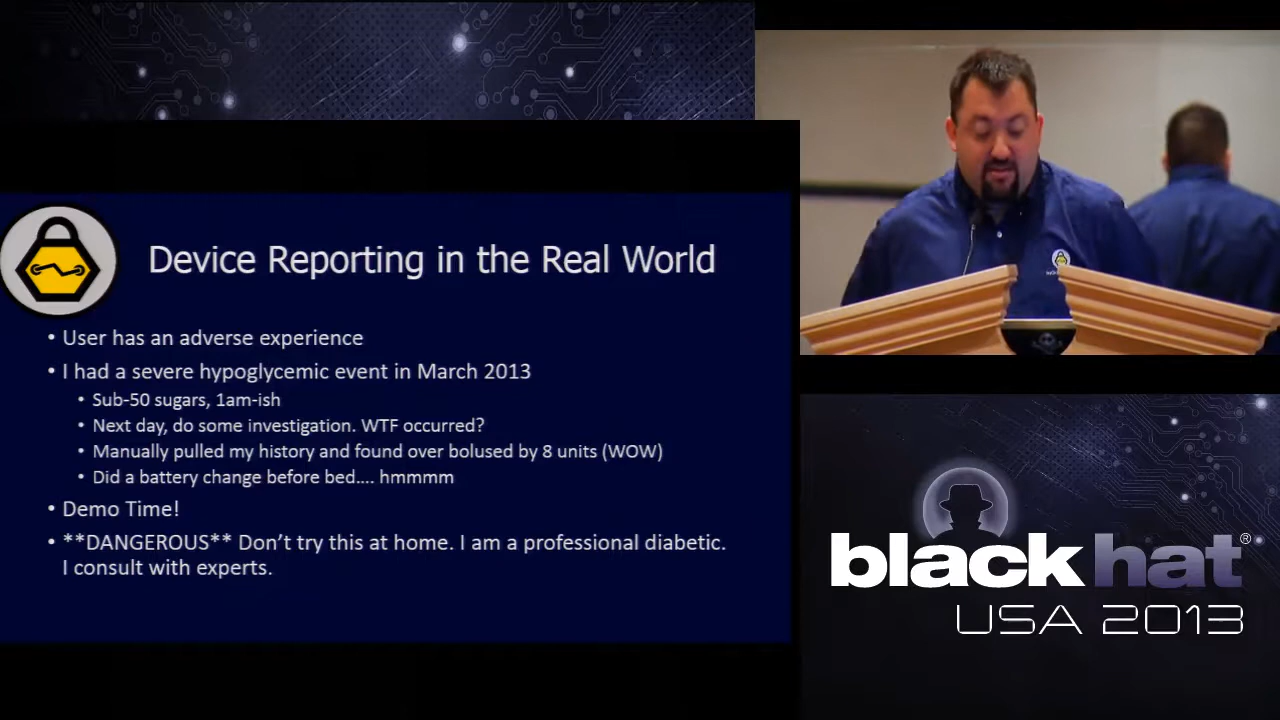 Device Reporting in the Real World
• User has an adverse experience
• I had a severe hypoglycemic event in March 2013
• Sub-50 sugars, 1am-ish
• Next day, do some investigation. WTF occurred?
• Manually pulled my history and found over bolused by 8 units (WOW)
• Did a battery change before bed.... hmmmm
• Demo Time!
• **DANGEROUS** Don't try this at home. I am a professional diabetic.
I consult with experts.
blackhat®
USA 2013